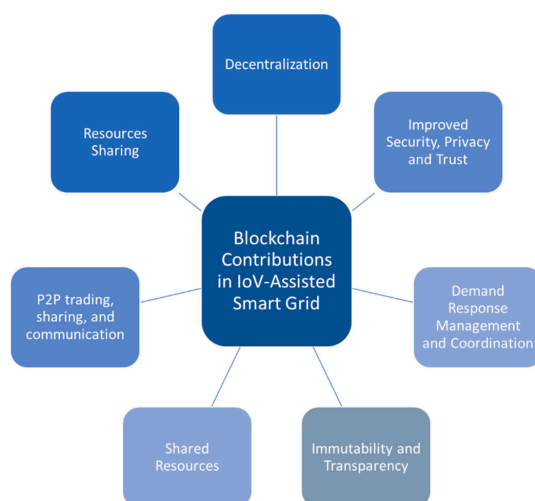 Decentralization
Resources
Sharing
Improved
Security, Privacy
and Trust
Blockchain
Contributions
in IoV-Assisted
Smart Grid
P2P trading,
sharing, and
communication
Demand
Response
Management
and Coordination
Shared
Resources
Immutability and
Transparency